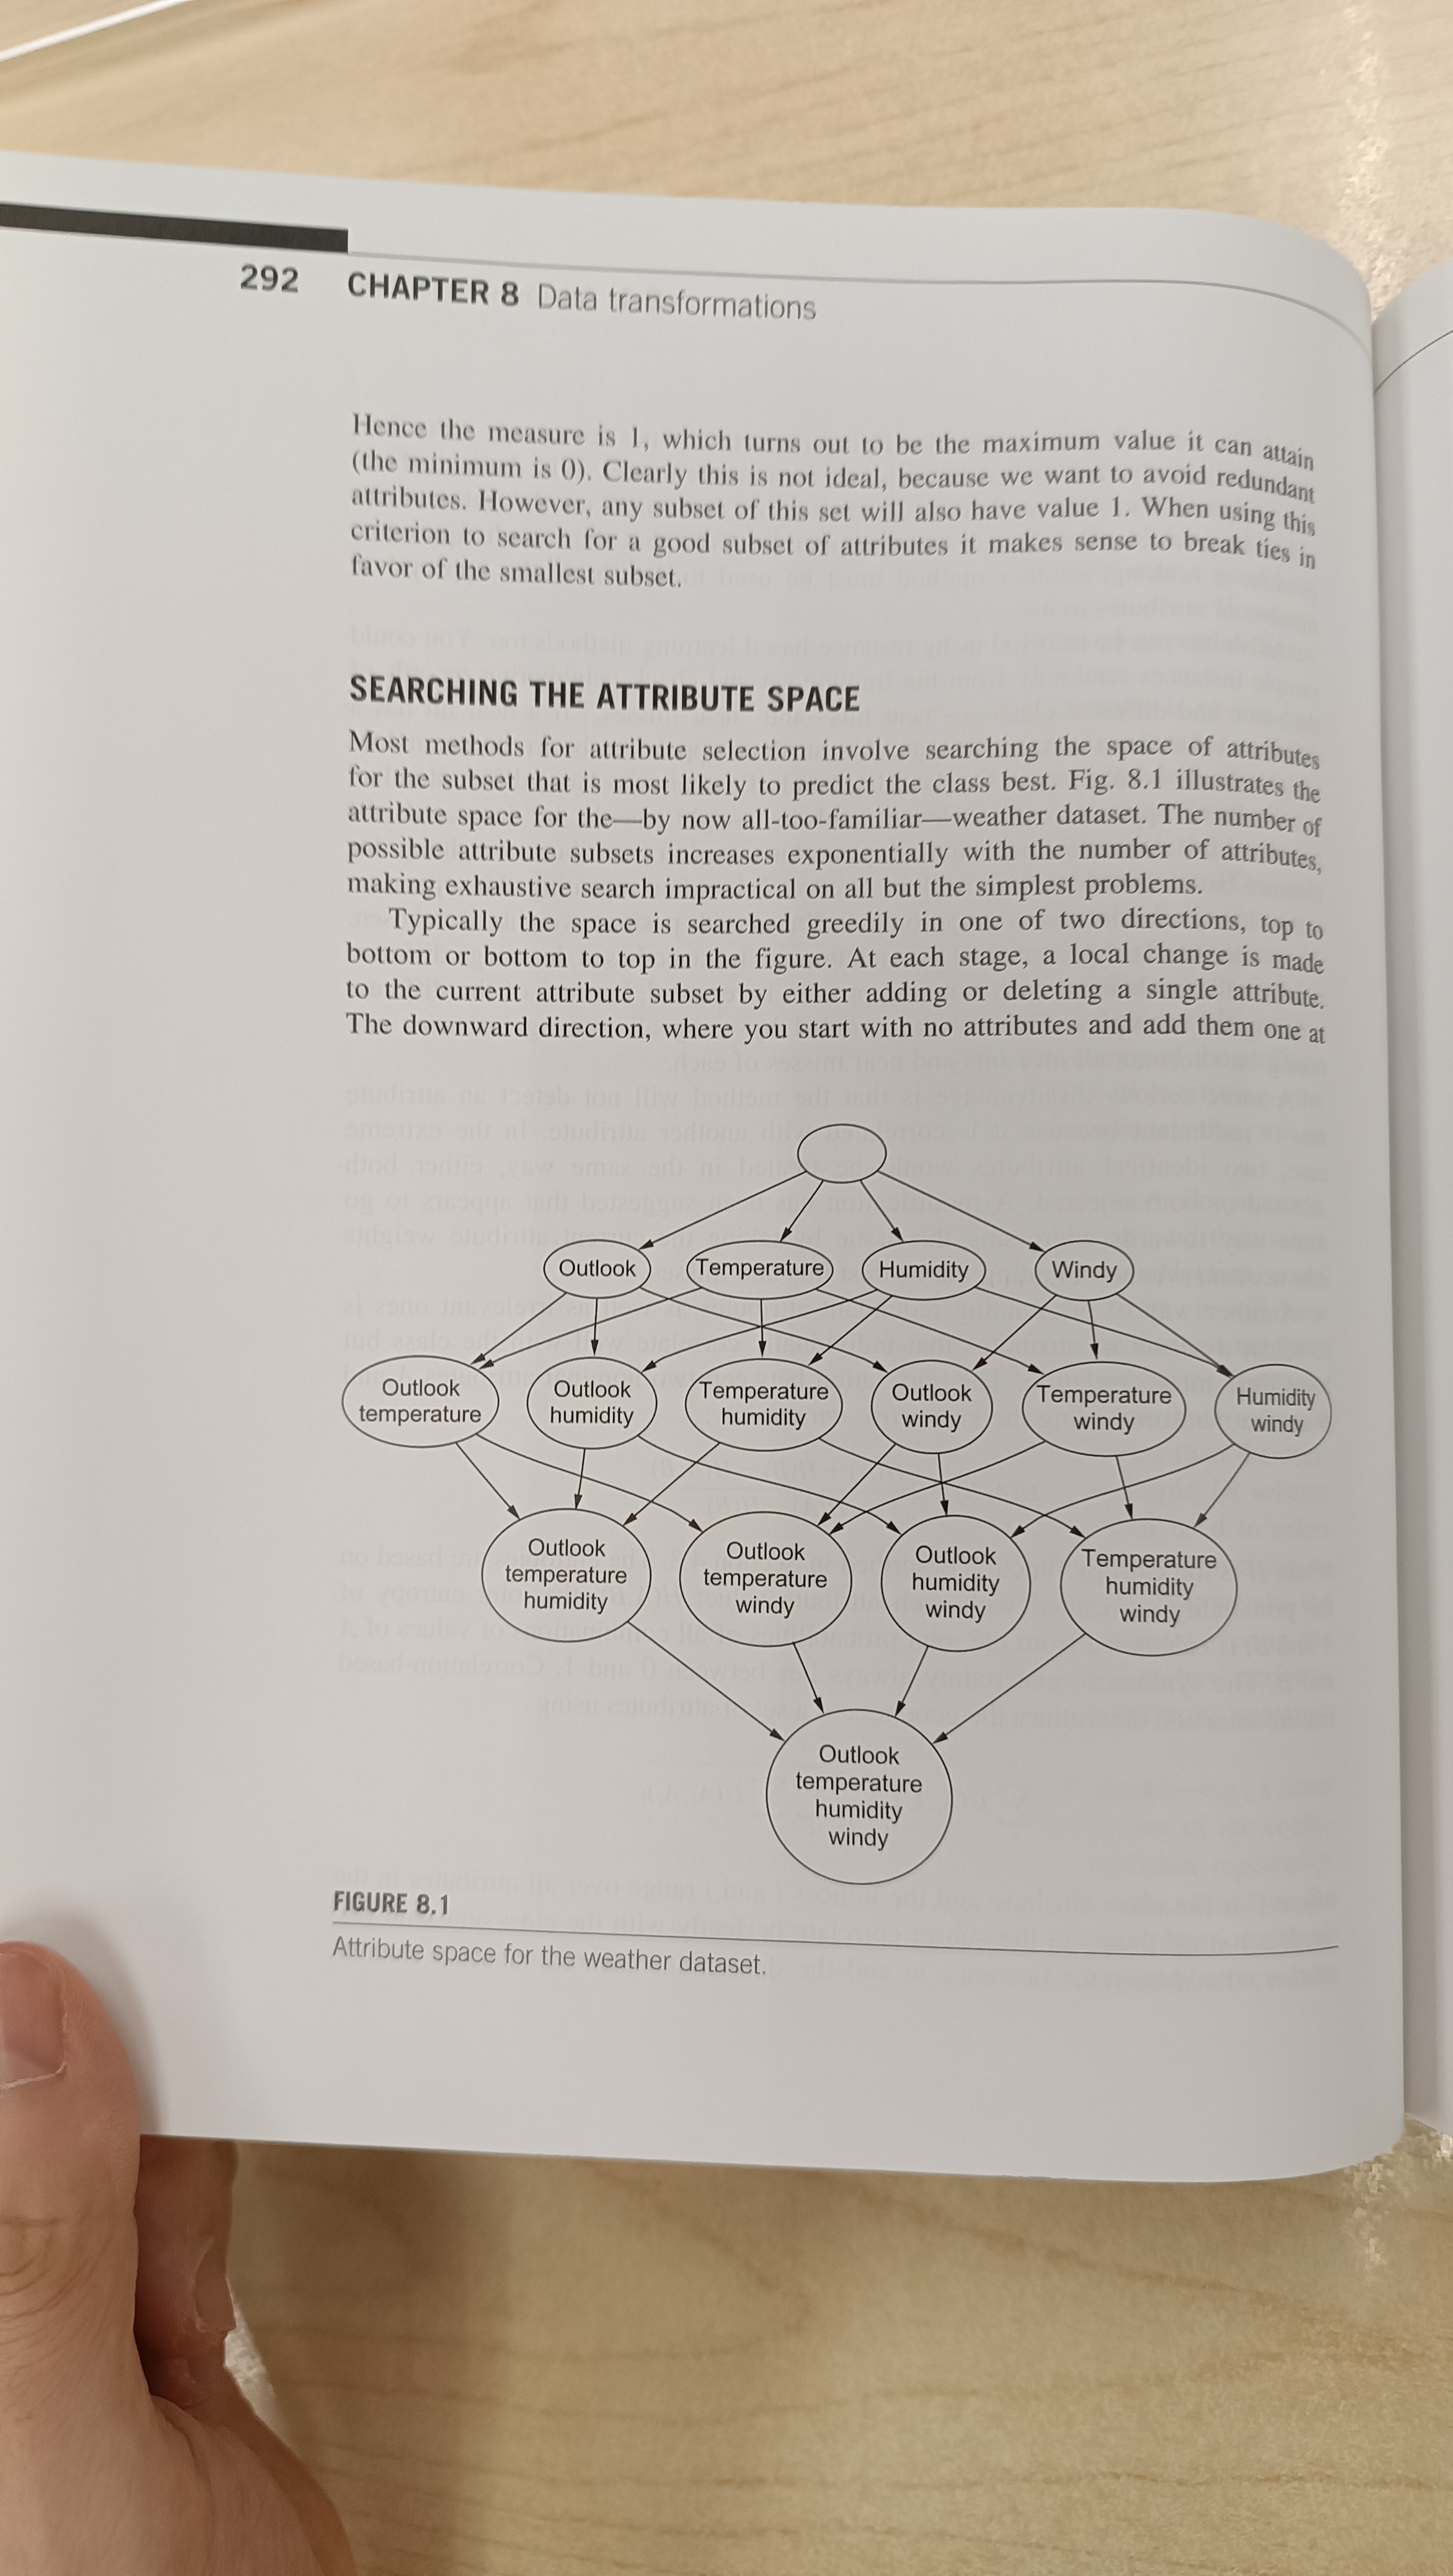 292 CHAPTER 8 Data transformations
Hence the measure is 1, which turns out to be the maximum value it can attain
(the minimum is 0). Clearly this is not ideal, because we want to avoid redundant
attributes. However, any subset of this set will also have value 1. When using this
criterion to search for a good subset of attributes it makes sense to break ties in
favor of the smallest subset.
SEARCHING THE ATTRIBUTE SPACE
Most methods for attribute selection involve searching the space of attributes
for the subset that is most likely to predict the class best. Fig. 8.1 illustrates the
attribute space for the—by now all-too-familiar—weather dataset. The number of
possible attribute subsets increases exponentially with the number of attributes,
making exhaustive search impractical on all but the simplest problems.
Typically the space is searched greedily in one of two directions, top to
bottom or bottom to top in the figure. At each stage, a local change is made
to the current attribute subset by either adding or deleting a single attribute.
The downward direction, where you start with no attributes and add them one at
Outlook
Temperature
Humidity
Windy
Outlook
temperature
Outlook
humidity
Temperature
humidity
Outlook
windy
Temperature
windy
Humidity
windy
Outlook
temperature
humidity
Outlook
temperature
windy
Outlook
humidity
windy
Temperature
humidity
windy
Outlook
temperature
humidity
windy
FIGURE 8.1
Attribute space for the weather dataset.